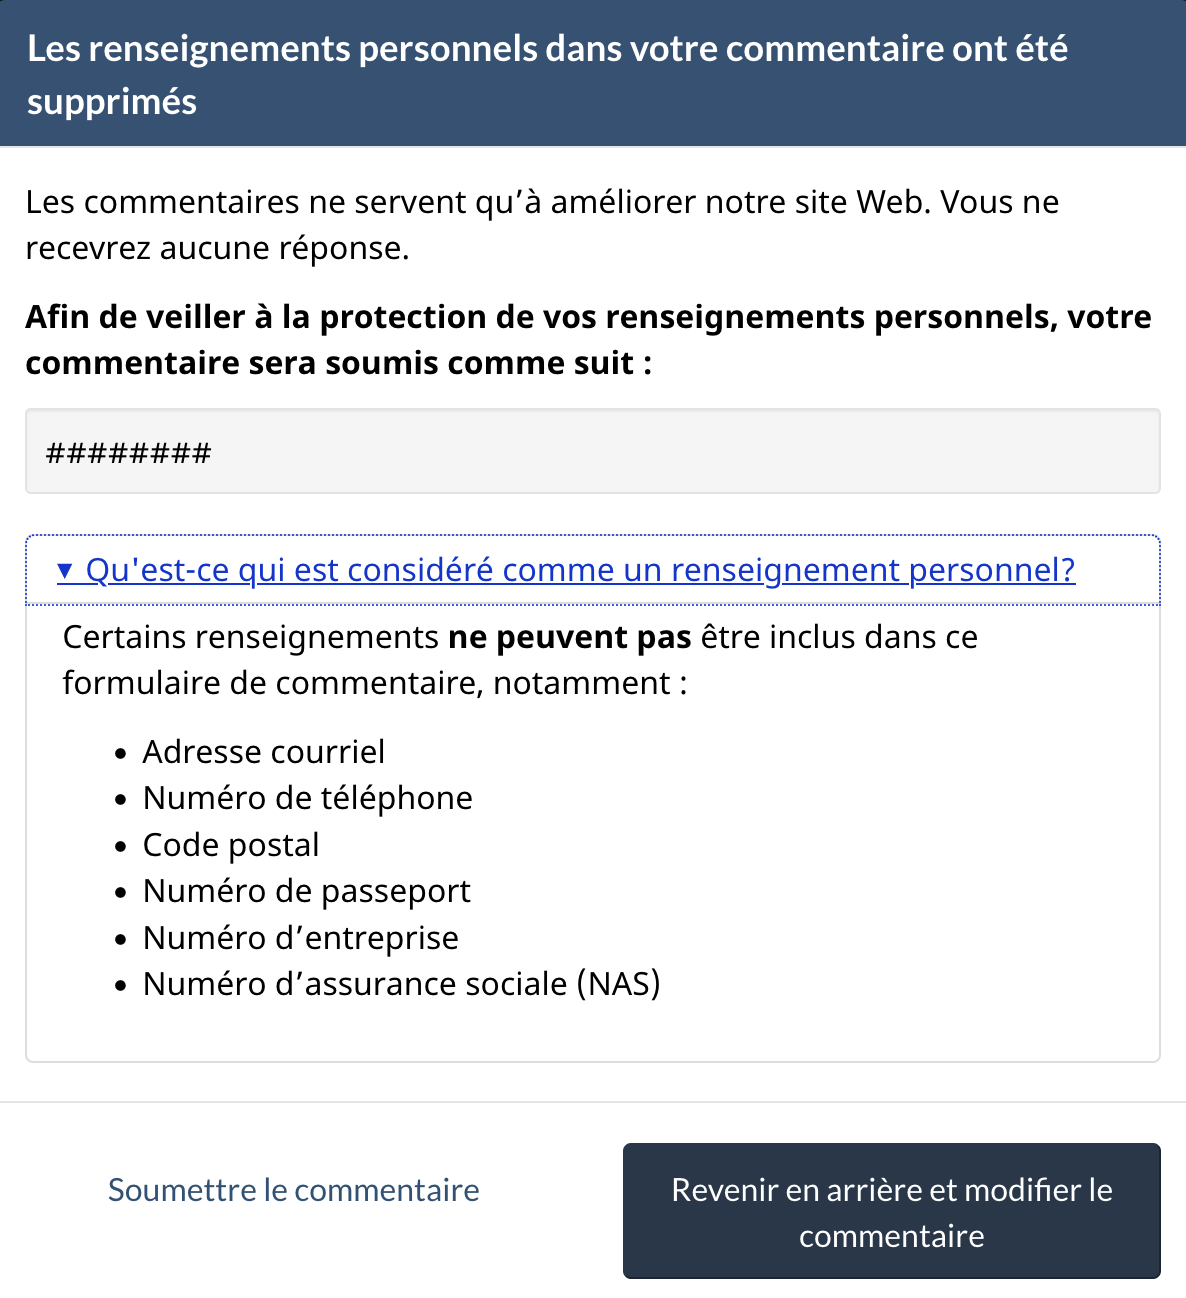 Les renseignements personnels dans votre commentaire ont été
supprimés
Les commentaires ne servent qu’à améliorer notre site Web. Vous ne
recevrez aucune réponse.
Afin de veiller à la protection de vos renseignements personnels, votre
commentaire sera soumis comme suit :
########
▼ Qu'est-ce qui est considéré comme un renseignement personnel?
Certains renseignements ne peuvent pas être inclus dans ce
formulaire de commentaire, notamment :
• Adresse courriel
• Numéro de téléphone
• Code postal
• Numéro de passeport
• Numéro d’entreprise
• Numéro d’assurance sociale (NAS)
Soumettre le commentaire
Revenir en arrière et modifier le
commentaire